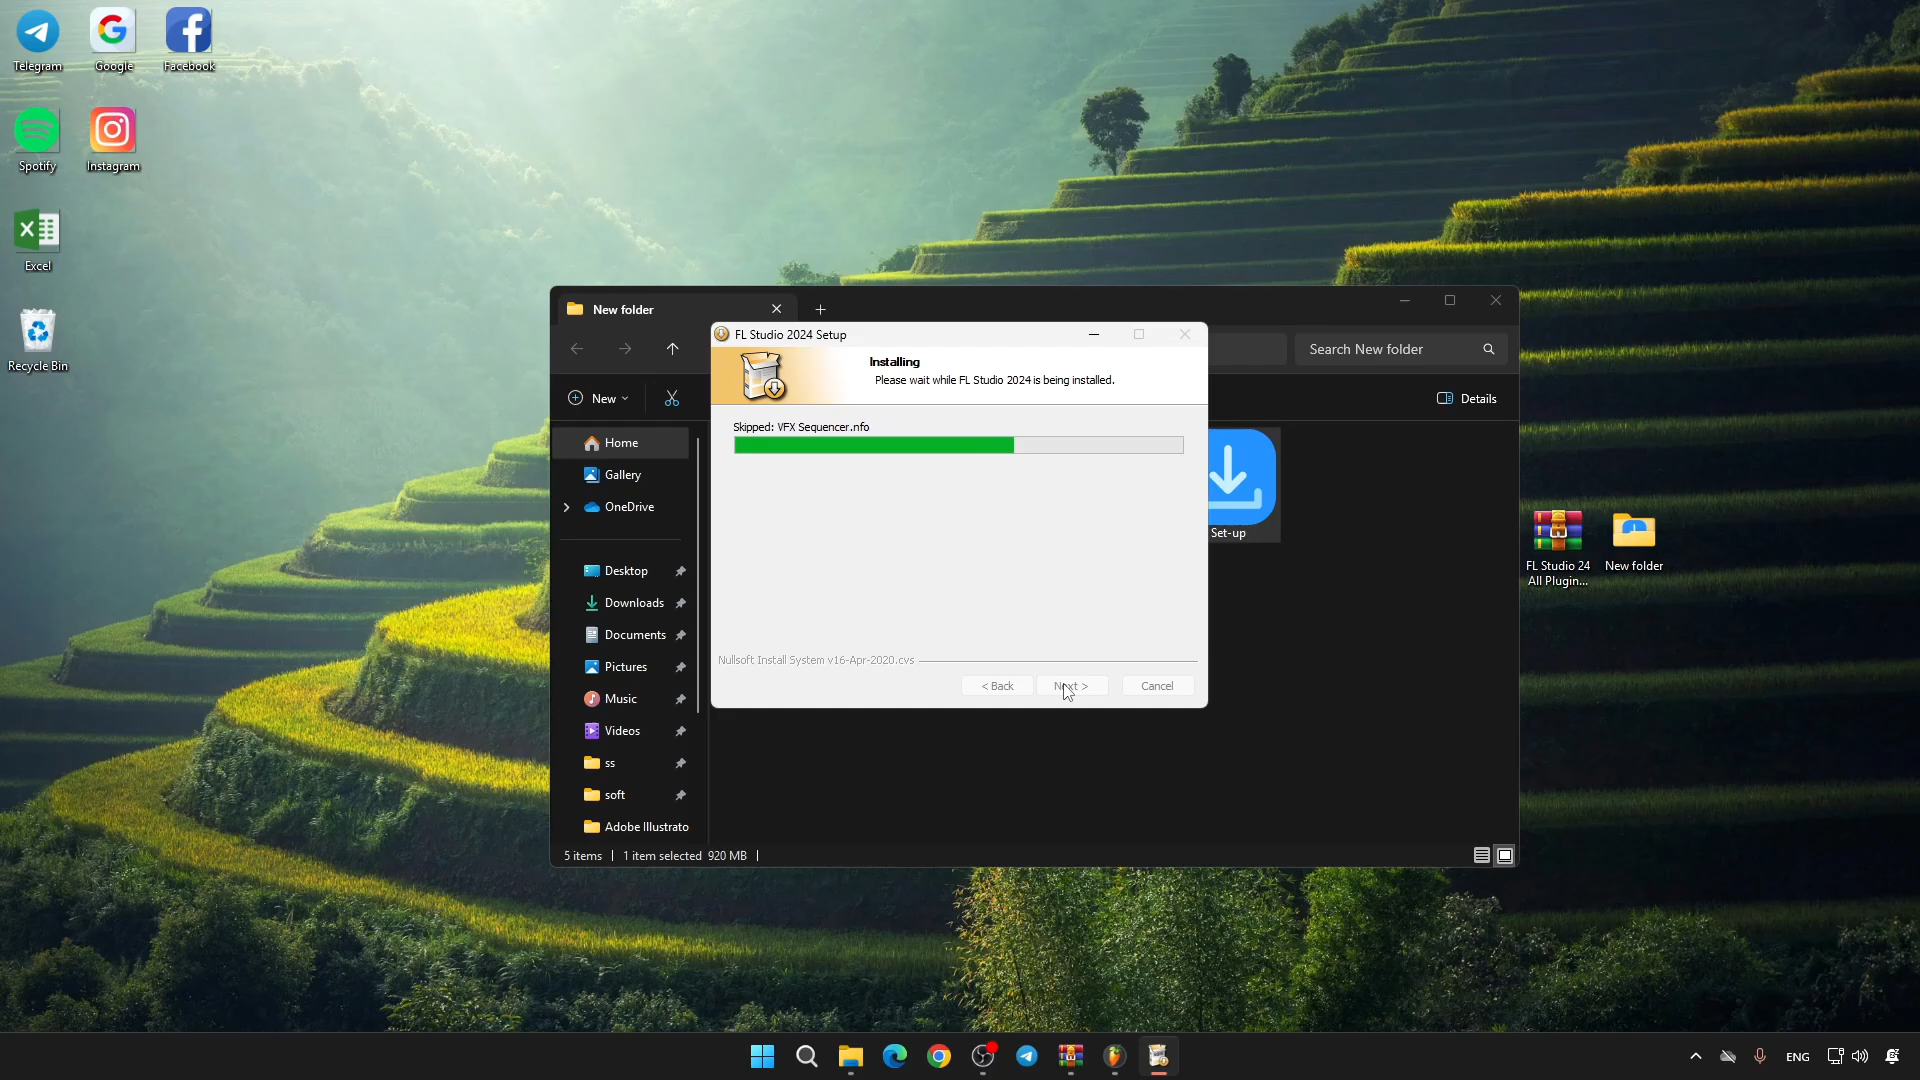 Telegram
Google
Facebook
Spotify
Instagram
Excel
Recycle Bin
New folder
Search New folder
New
Details
Home
Gallery
OneDrive
Desktop
Downloads
Documents
Pictures
Music
Videos
ss
soft
Adobe Illustrato
5 items
1 item selected 920 MB
FL Studio 2024 Setup
Installing
Please wait while FL Studio 2024 is being installed.
Skipped: VFX Sequencer.nfo
Nullsoft Install System v16-Apr-2020.cvs
< Back
Next >
Cancel
Set-up
FL Studio 24
All Plugin...
New folder
ENG